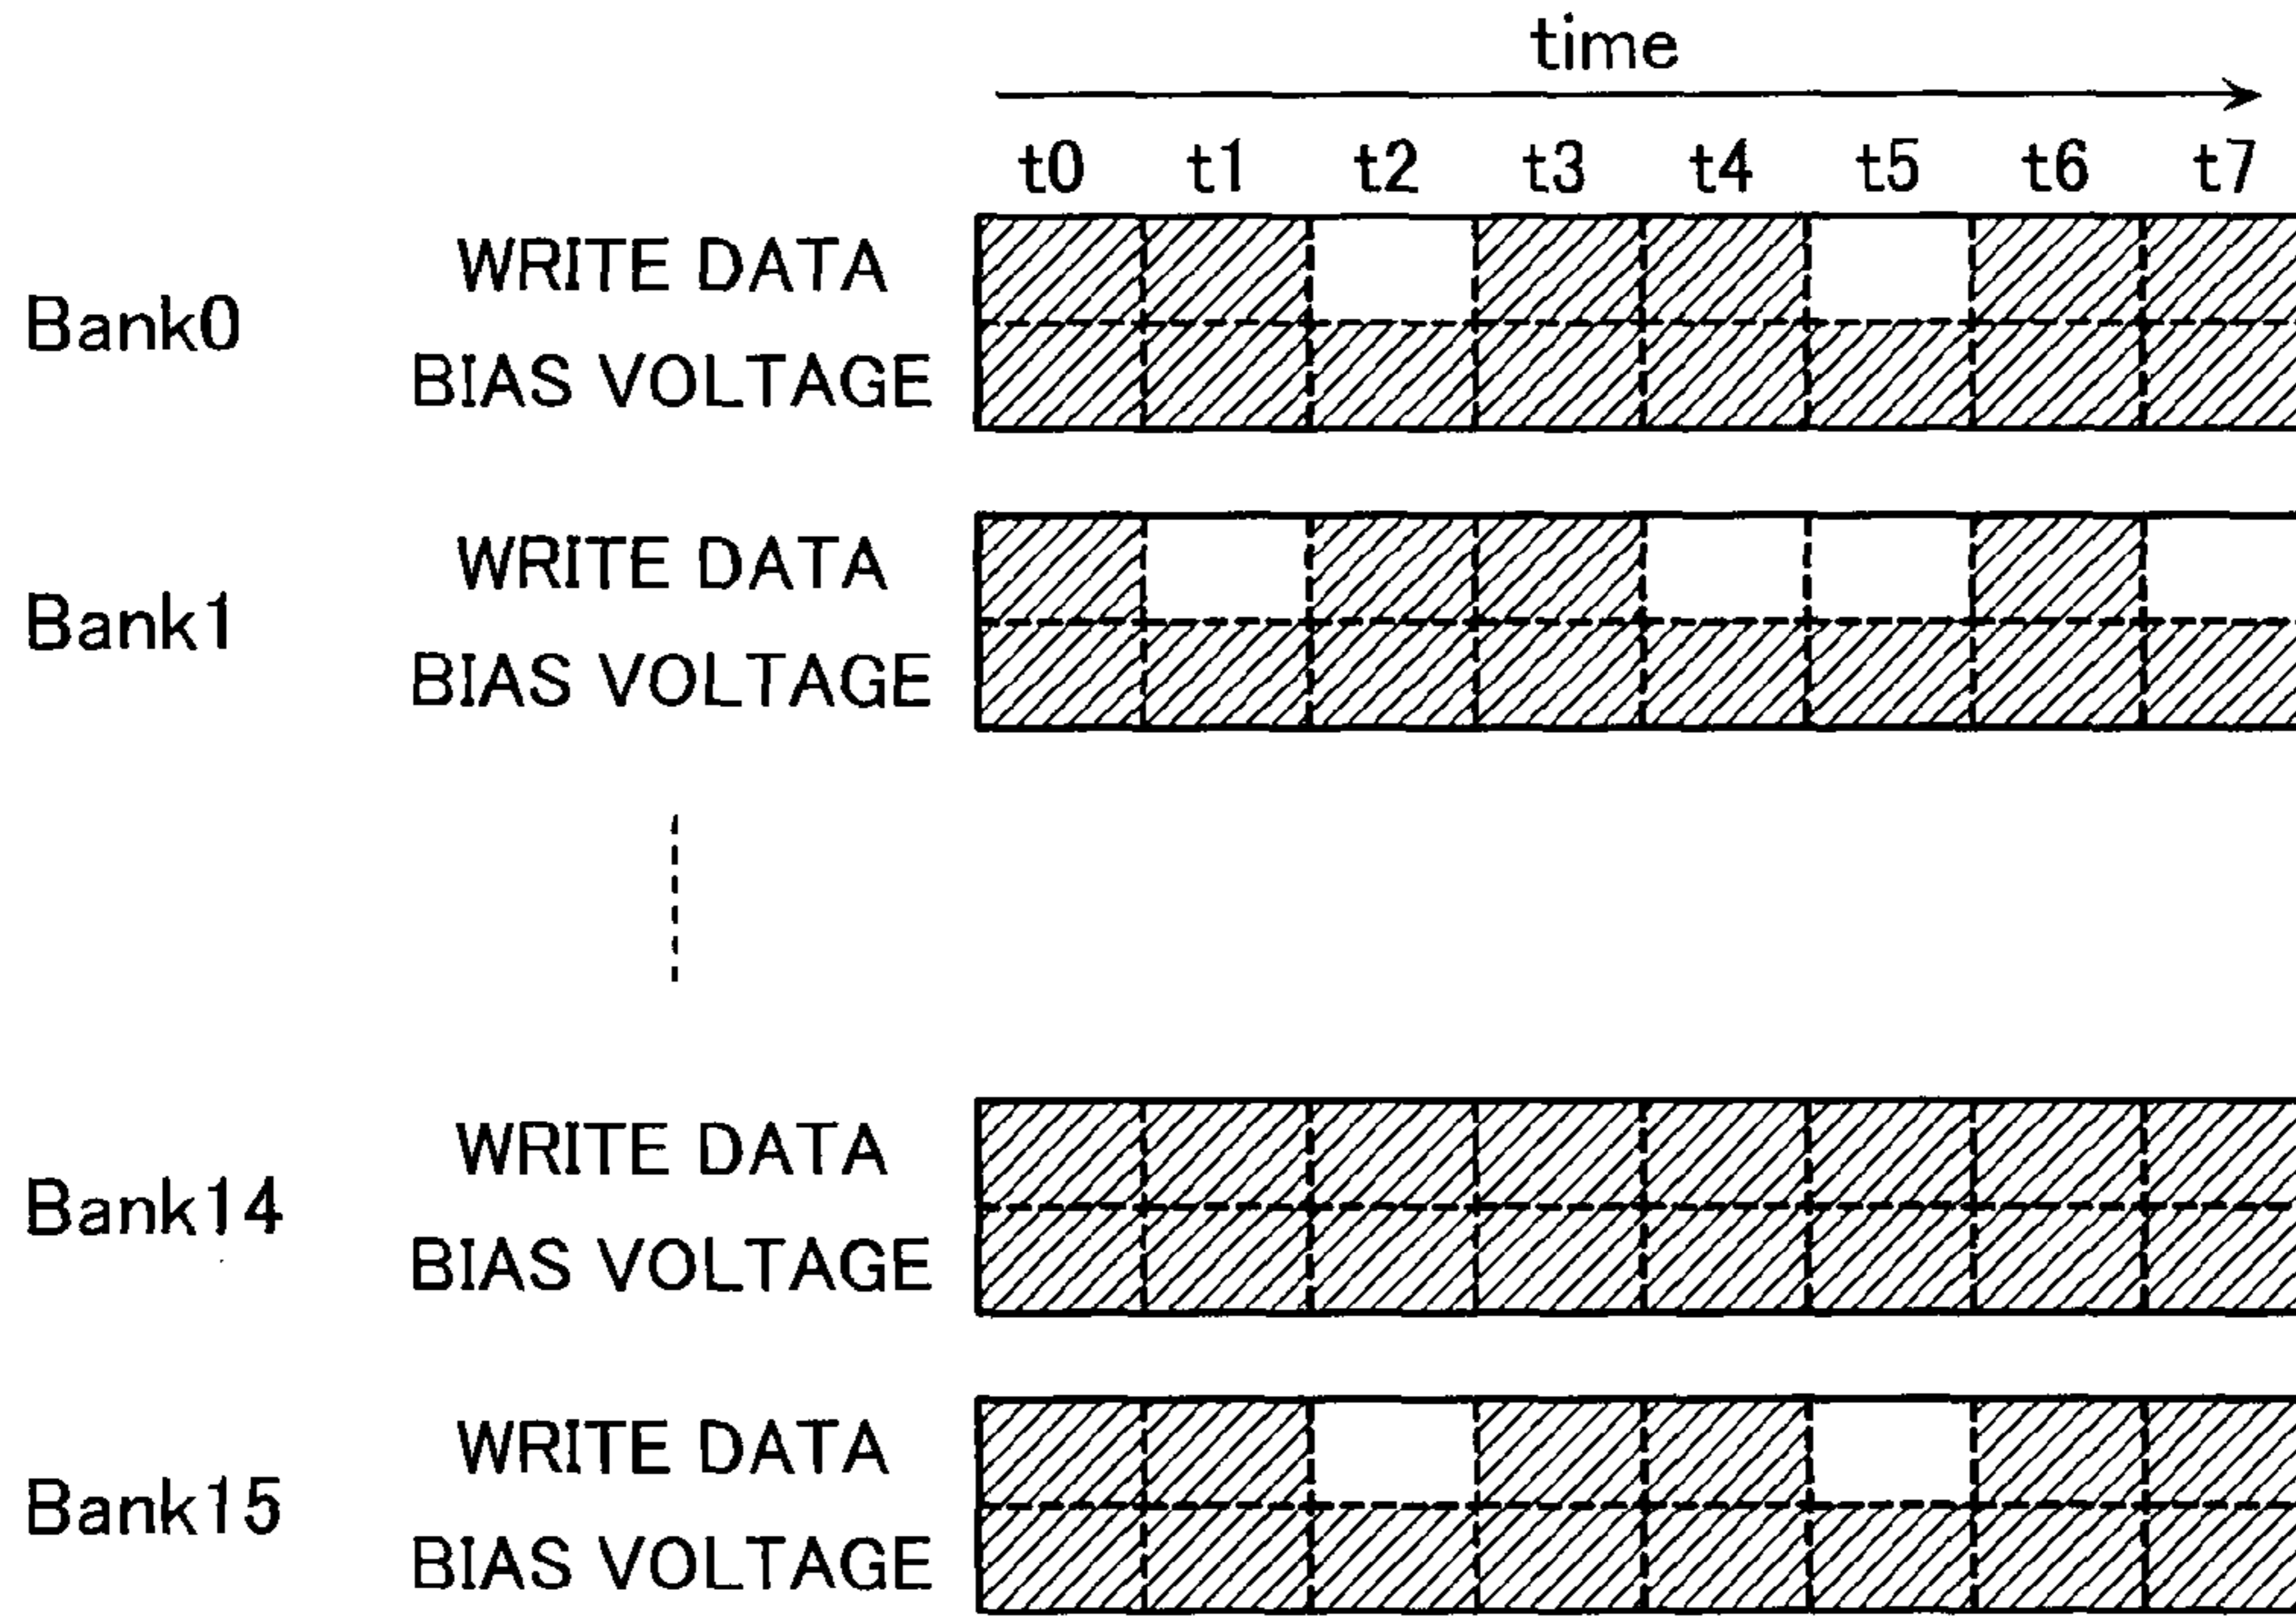 time
t0 t1 t2 t3 t4 t5 t6 t7
Bank0
WRITE DATA
BIAS VOLTAGE
Bank1
WRITE DATA
BIAS VOLTAGE
Bank14
WRITE DATA
BIAS VOLTAGE
Bank15
WRITE DATA
BIAS VOLTAGE